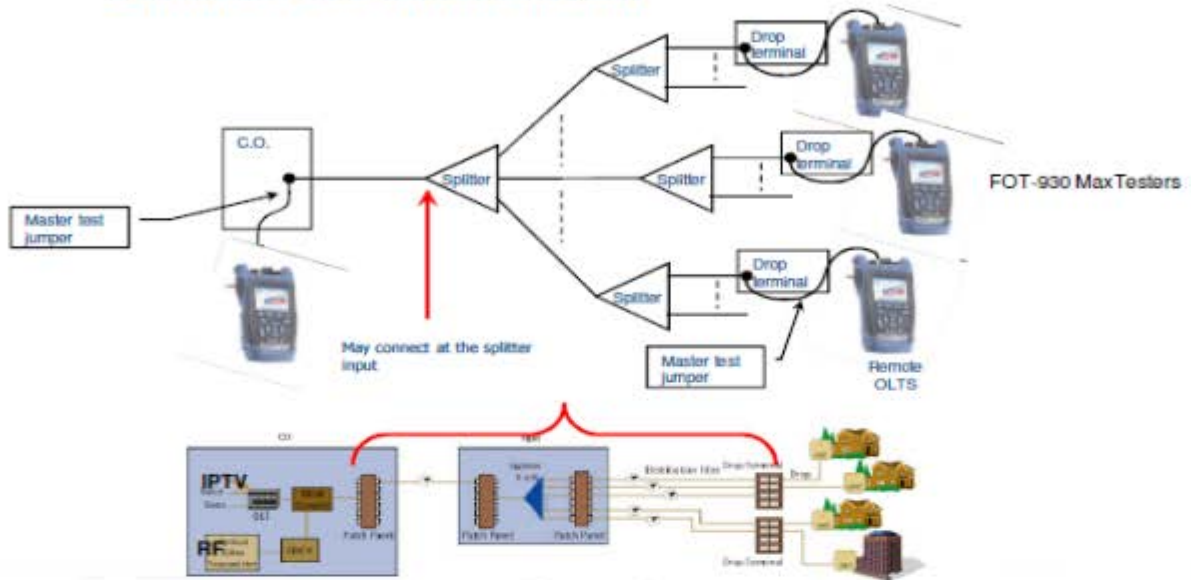 Drop
terminal
Splitter
C.O.
Drop
terminal
Splitter
Splitter
FOT-930 MaxTesters
Master test
jumper
Drop
terminal
Splitter
May connect at the splitter
input
Master test
jumper
Remote
OLTS
CO
IPTV
OLT
Distribution fiber
Drop Terminal
Drop
RF
Patch Panel
Patch Panel
Patch Panel
Drop Terminal